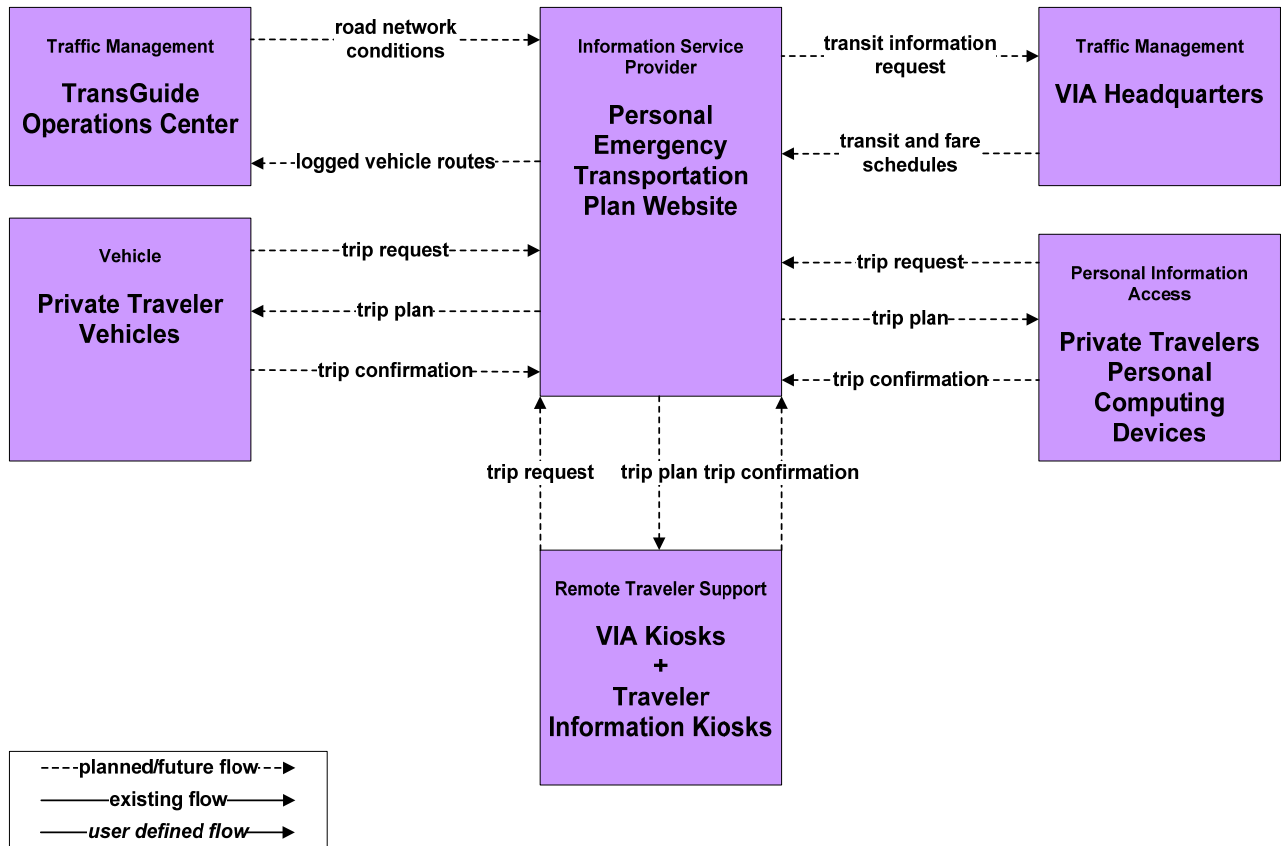 Traffic Management
TransGuide
Operations Center
road network
conditions
logged vehicle routes
Information Service
Provider
Personal
Emergency
Transportation
Plan Website
transit information
request
transit and fare
schedules
Traffic Management
VIA Headquarters
Vehicle
Private Traveler
Vehicles
trip request
trip plan
trip confirmation
trip request
trip plan
trip confirmation
Personal Information
Access
Private Travelers
Personal
Computing
Devices
trip request
trip plan
trip confirmation
Remote Traveler Support
VIA Kiosks
+
Traveler
Information Kiosks
planned/future flow
existing flow
user defined flow